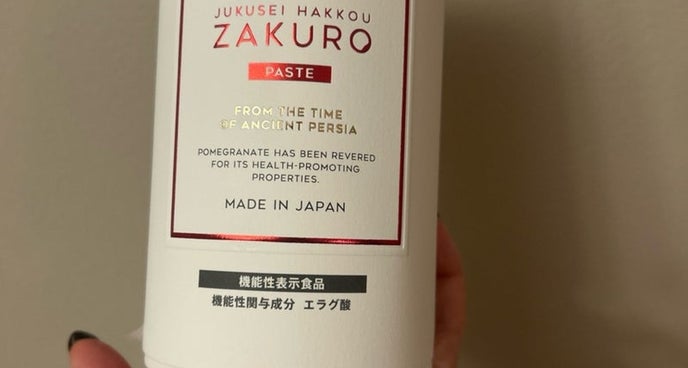 JUKUSEI HAKKOU
ZAKURO
PASTE
FROM THE TIME
OF ANCIENT PERSIA
POMEGRANATE HAS BEEN REVERED
FOR ITS HEALTH-PROMOTING
PROPERTIES.
MADE IN JAPAN
機能性表示食品
機能性関与成分 エラグ酸